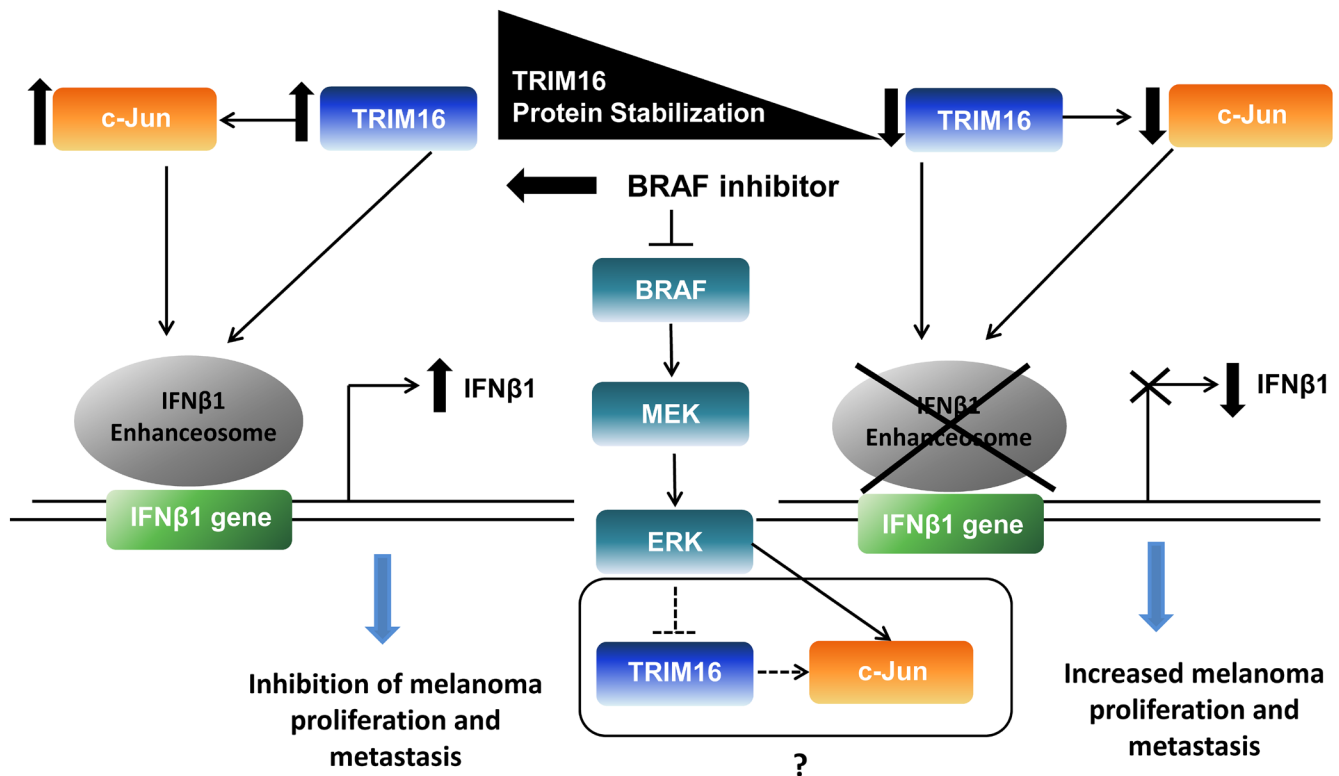 c-Jun
TRIM16
TRIM16
Protein Stabilization
TRIM16
c-Jun
BRAF inhibitor
BRAF
IFNβ1
Enhanceosome
IFNβ1
MEK
IFNβ1
Enhanceosome
IFNβ1
IFNβ1 gene
ERK
IFNβ1 gene
TRIM16
c-Jun
Inhibition of melanoma
proliferation and
metastasis
Increased melanoma
proliferation and
metastasis
?